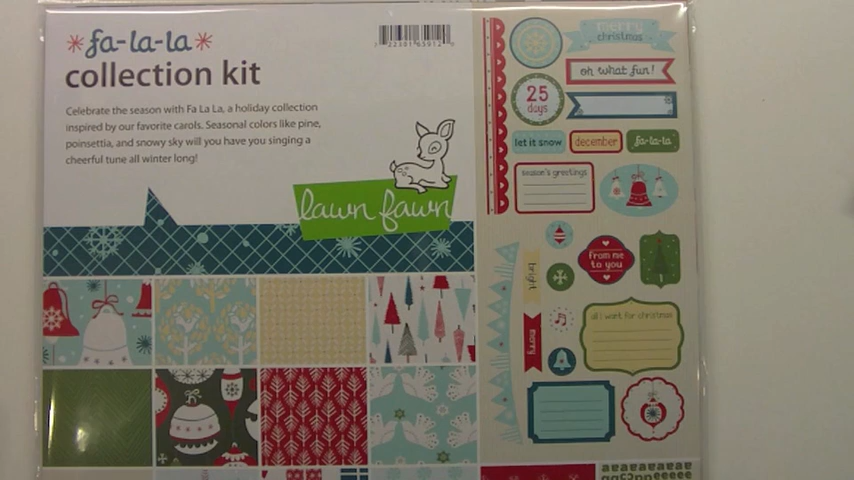 *fa-la-la*
collection kit
Celebrate the season with Fa La La, a holiday collection
inspired by our favorite carols. Seasonal colors like pine,
poinsettia, and snowy sky will you have you singing a
cheerful tune all winter long!
lawn fawn
merry
christmas
oh what fun!
25
days
let it snow
december
fa-la-la
season's greetings
from me
to you
bright
merry
all i want for christmas